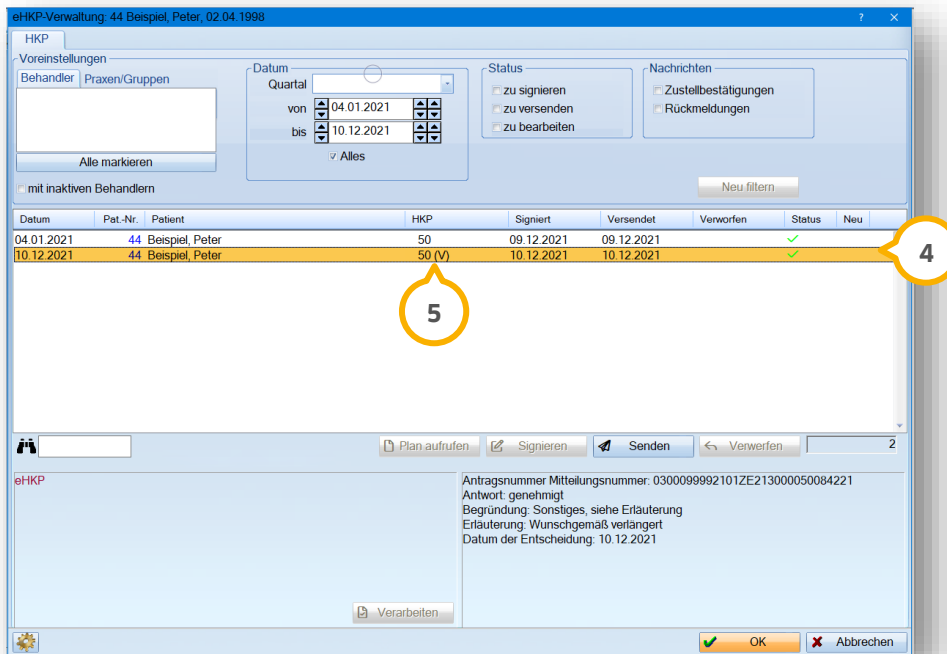 eHKP-Verwaltung: 44 Beispiel, Peter, 02.04.1998 ?
HKP
Voreinstellungen
Behandler Praxen/Gruppen
Alle markieren
mit inaktiven Behandlern
Datum
Quartal
von 04.01.2021
bis 10.12.2021
Alles
Status
zu signieren
zu versenden
zu bearbeiten
Nachrichten
Zustellbestätigungen
Rückmeldungen
Neu filtern
Datum Pat.-Nr. Patient HKP Signiert Versendet Verworfen Status Neu
04.01.2021 44 Beispiel, Peter 50 09.12.2021 09.12.2021
10.12.2021 44 Beispiel, Peter 50 (V) 10.12.2021 10.12.2021
4
5
Plan aufrufen Signieren Senden Verwerfen 2
eHKP
Verarbeiten
Antragsnummer Mitteilungsnummer: 0300099992101ZE213000050084221
Antwort: genehmigt
Begründung: Sonstiges, siehe Erläuterung
Erläuterung: Wunschgemäß verlängert
Datum der Entscheidung: 10.12.2021
OK Abbrechen